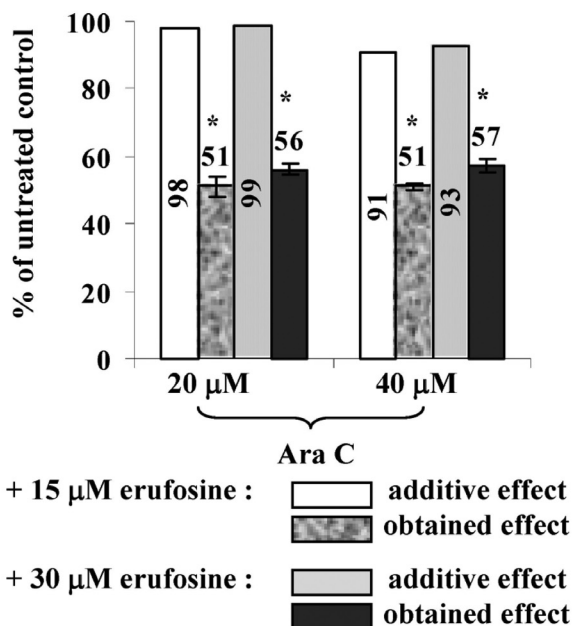 % of untreated control
100
80
60
40
20
0
98
*
51
99
*
56
91
*
51
93
*
57
20 µM 40 µM
Ara C
+ 15 µM erufosine : additive effect
obtained effect
+ 30 µM erufosine : additive effect
obtained effect